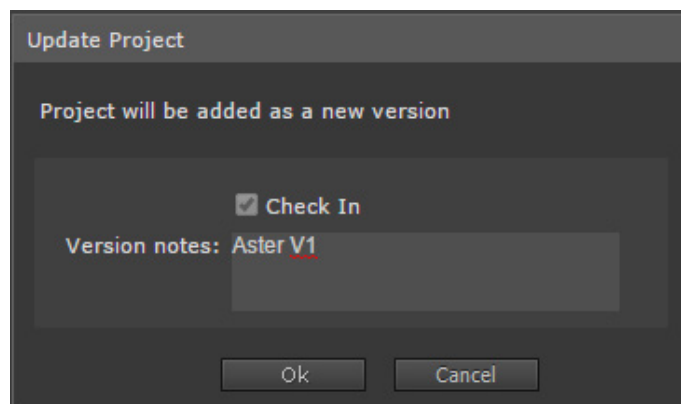 Update Project
Project will be added as a new version
Check In
Version notes: Aster V1
Ok Cancel